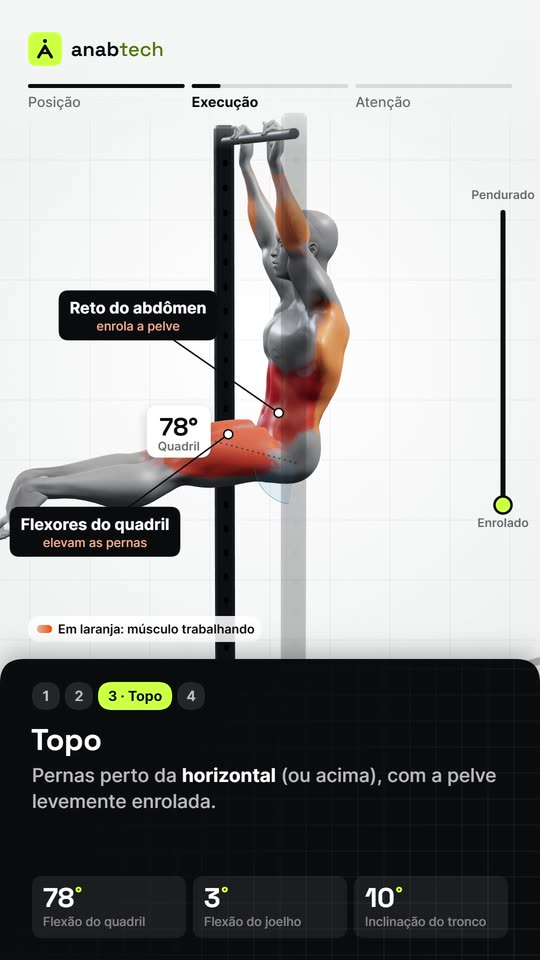 anabtech
Posição
Execução
Atenção
Pendurado
Reto do abdômen
enrola a pelve
78°
Quadril
Flexores do quadril
elevam as pernas
Enrolado
Em laranja: músculo trabalhando
1
2
3 · Topo
4
Topo
Pernas perto da horizontal (ou acima), com a pelve
levemente enrolada.
78°
Flexão do quadril
3°
Flexão do joelho
10°
Inclinação do tronco